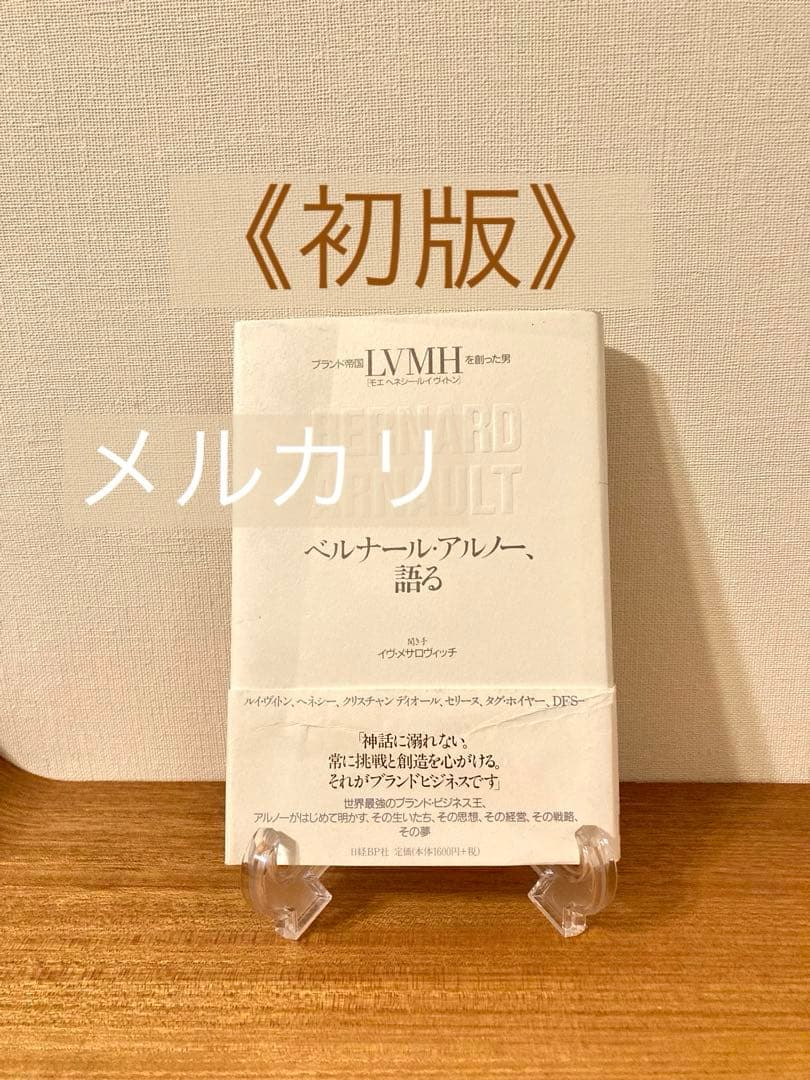 《初版》
ブランド帝国LVMHを創った男
[モエ ヘネシー・ルイ ヴィトン]
BERNARD
ARNAULT
メルカリ
ベルナール・アルノー、
語る
聞き手
イヴ・メサロヴィッチ
ルイ・ヴィトン、ヘネシー、クリスチャン ディオール、セリーヌ、タグ・ホイヤー、DFS…
「神話に溺れない。
常に挑戦と創造を心がける。
それがブランドビジネスです」
世界最強のブランド・ビジネス王、
アルノーがはじめて明かす、その生いたち、その思想、その経営、その戦略、
その夢
日経BP社 定価(本体1600円+税)